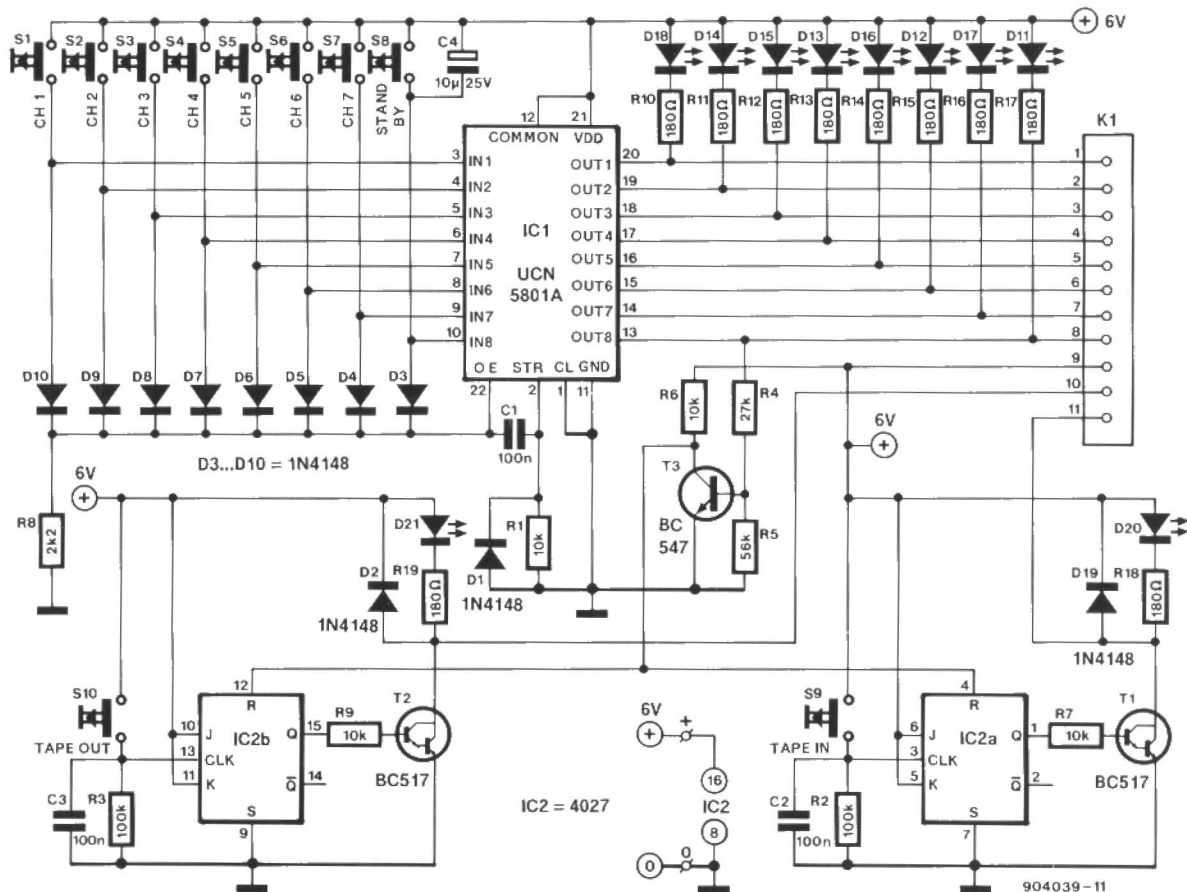 S1 S2 S3 S4 S5 S6 S7 S8 C4 D18 D14 D15 D13 D16 D12 D17 D11 + 6V
10µ 25V
CH 1 CH 2 CH 3 CH 4 CH 5 CH 6 CH 7 STAND BY
R10 R11 R12 R13 R14 R15 R16 R17
180Ω 180Ω 180Ω 180Ω 180Ω 180Ω 180Ω 180Ω
K1
12 21
COMMON VDD
3 IN1 OUT1 20 1
4 IN2 OUT2 19 2
5 IN3 OUT3 18 3
6 IN4 IC1 OUT4 17 4
7 IN5 UCN OUT5 16 5
8 IN6 5801A OUT6 15 6
9 IN7 OUT7 14 7
10 IN8 OUT8 13 8
OE STR CL GND 9
22 2 1 11 10
11
D10 D9 D8 D7 D6 D5 D4 D3
C1
100n
R6 10k R4 27k
D3...D10 = 1N4148
6V +
+ 6V
T3
BC
547
R8 2k2
D21
R1 10k
R5 56k
D20
D2 R19 180Ω D1
1N4148
1N4148
D19 R18 180Ω
1N4148
S10
TAPE OUT
12
R
10 J Q 15
IC2b
13 CLK
11 K Q 14
S
9
R9
10k
T2
BC517
C3
100n
R3
100k
6V + +
16
IC2 = 4027
IC2
8
0 0
S9
TAPE IN
4
R
6 J Q 1
IC2a
3 CLK
5 K Q 2
S
7
R7
10k
T1
BC517
C2
100n
R2
100k
904039-11